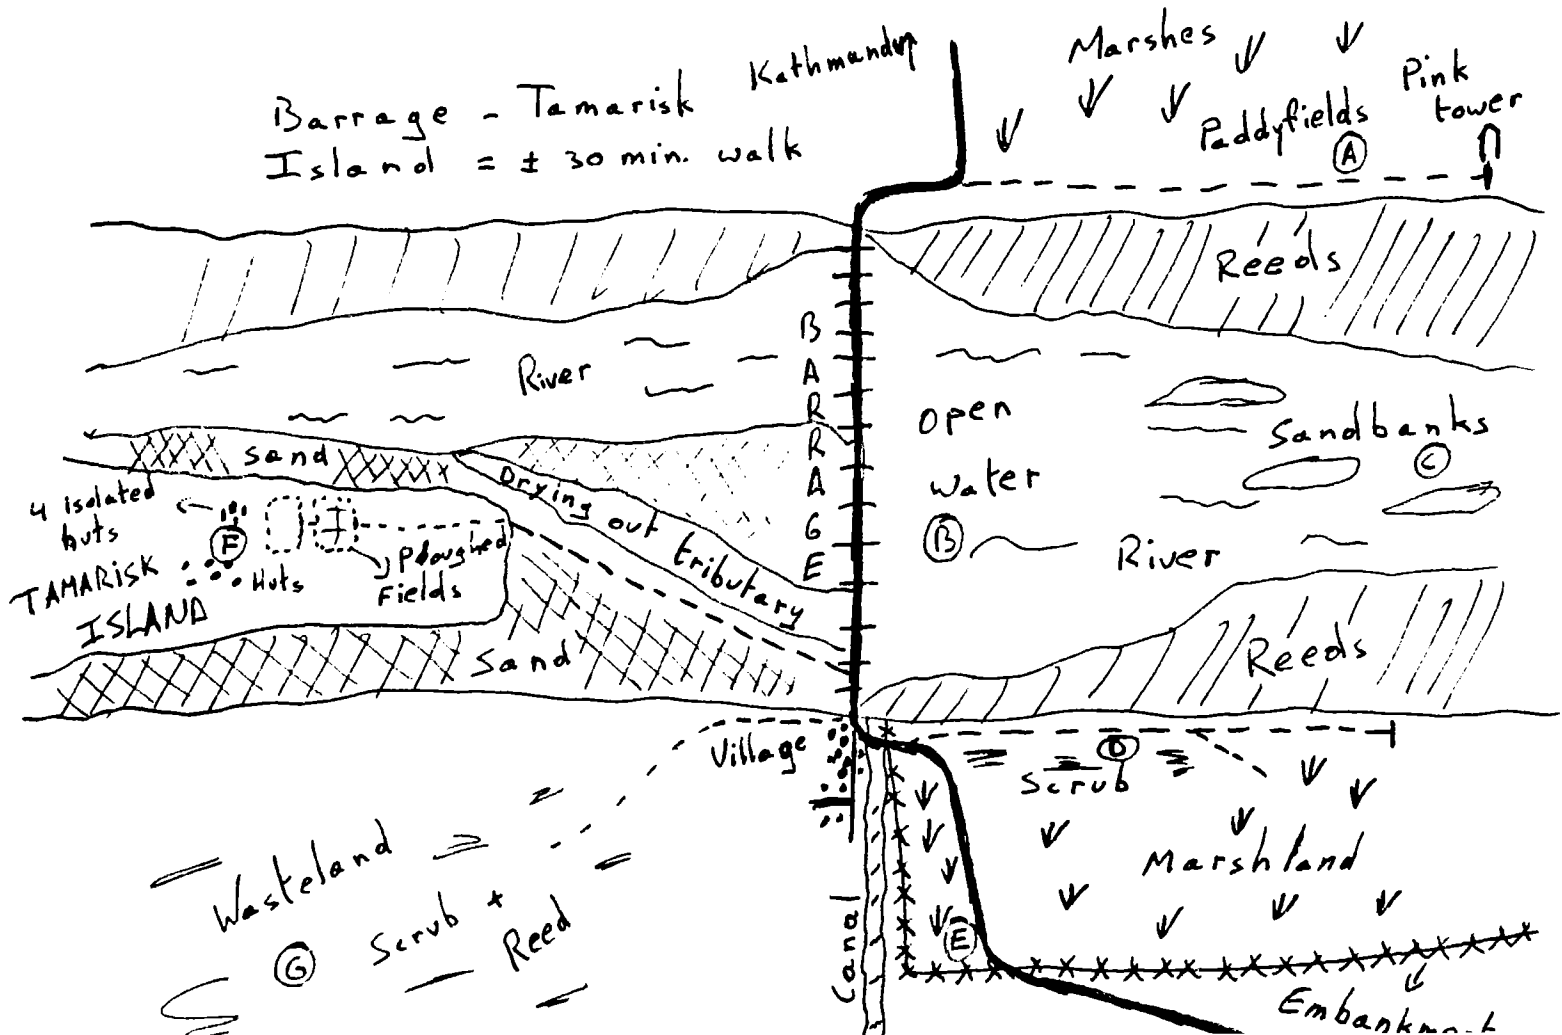 Kathmandu
Marshes
Barrage - Tamarisk
Island = ± 30 min. walk
Pink
tower
Paddyfields
A
Reeds
B
A
R
R
A
G
E
River
Open
Water
B
Sandbanks
C
River
Sand
Drying out tributary
4 isolated
huts
F
Huts
Ploughed
Fields
TAMARISK
ISLAND
Sand
Reeds
Village
D
Scrub
Marshland
Wasteland
Scrub +
Reed
G
Canal
E
Embankment